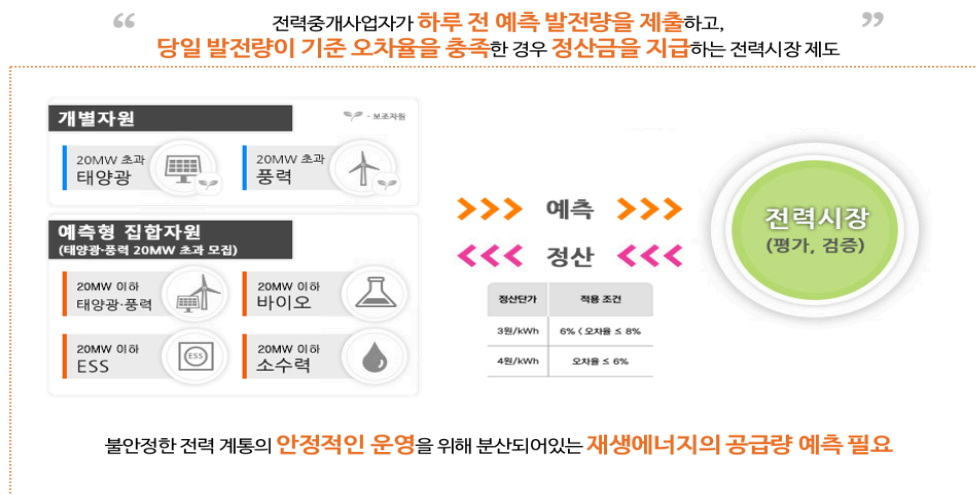 “ 전력중개사업자가 하루 전 예측 발전량을 제출하고, ”
당일 발전량이 기준 오차율을 충족한 경우 정산금을 지급하는 전력시장 제도
개별자원
- 보조자원
20MW 초과
태양광
20MW 초과
풍력
예측형 집합자원
(태양광·풍력 20MW 초과 모집)
20MW 이하
태양광·풍력
20MW 이하
바이오
20MW 이하
ESS
ESS
20MW 이하
소수력
예측
정산
정산단가 적용 조건
3원/kWh 6% < 오차율 ≤ 8%
4원/kWh 오차율 ≤ 6%
전력시장
(평가, 검증)
불안정한 전력 계통의 안정적인 운영을 위해 분산되어있는 재생에너지의 공급량 예측 필요